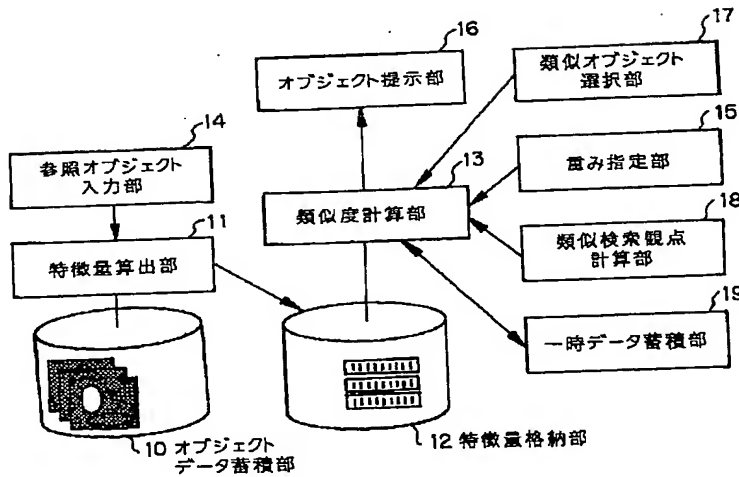 16
オブジェクト提示部
17
類似オブジェクト
選択部
14
参照オブジェクト
入力部
15
重み指定部
13
類似度計算部
11
特徴量算出部
18
類似検索観点
計算部
19
一時データ蓄積部
10 オブジェクト
データ蓄積部
12 特徴量格納部